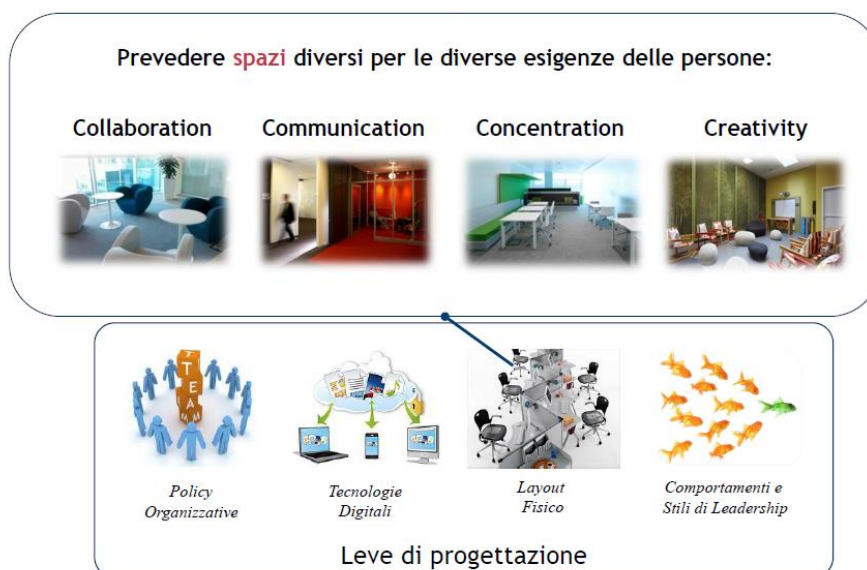 Prevedere spazi diversi per le diverse esigenze delle persone:
Collaboration
Communication
Concentration
Creativity
TEAM
Policy
Organizzative
Tecnologie
Digitali
Layout
Fisico
Comportamenti e
Stili di Leadership
Leve di progettazione